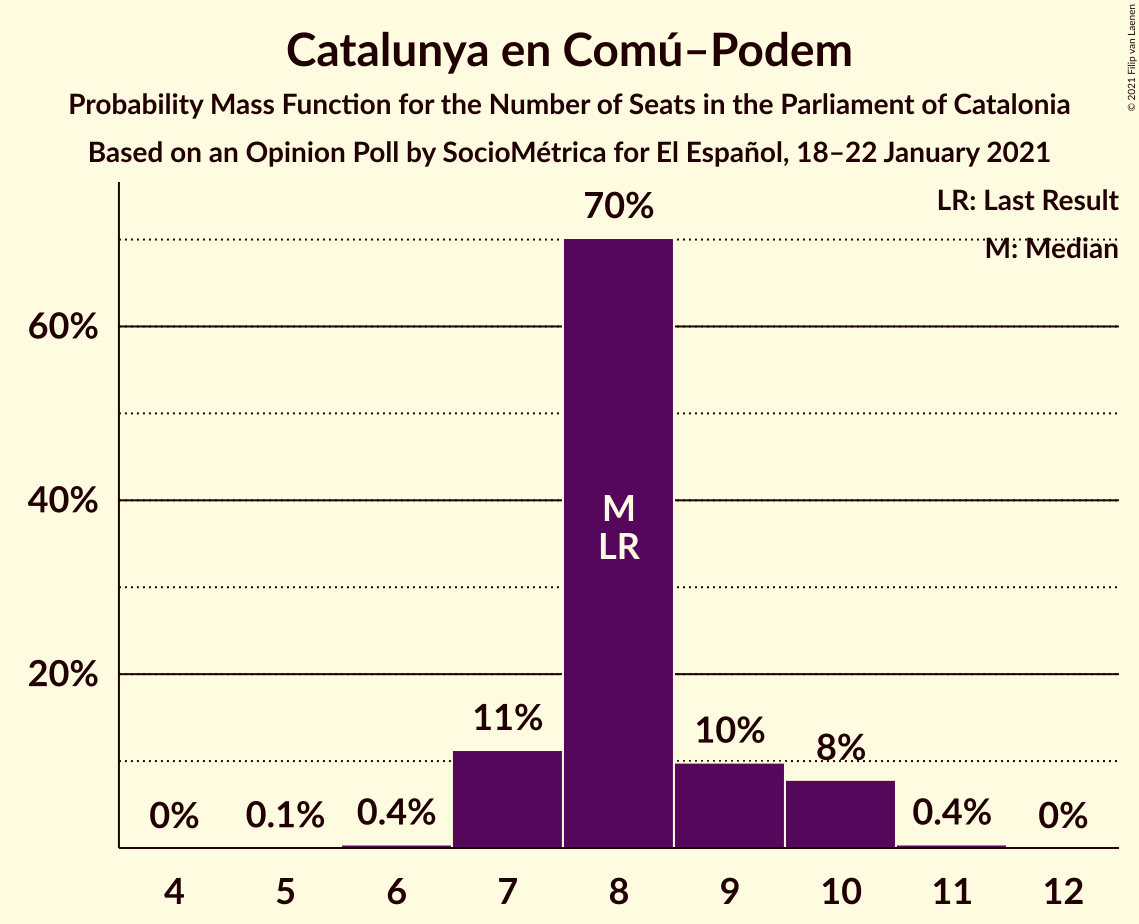 Catalunya en Comú–Podem
Probability Mass Function for the Number of Seats in the Parliament of Catalonia
Based on an Opinion Poll by SocioMétrica for El Español, 18–22 January 2021
© 2021 Filip van Laenen
LR: Last Result
M: Median
60%
40%
20%
0%
0.1%
0.4%
11%
70%
M
LR
10%
8%
0.4%
0%
4 5 6 7 8 9 10 11 12